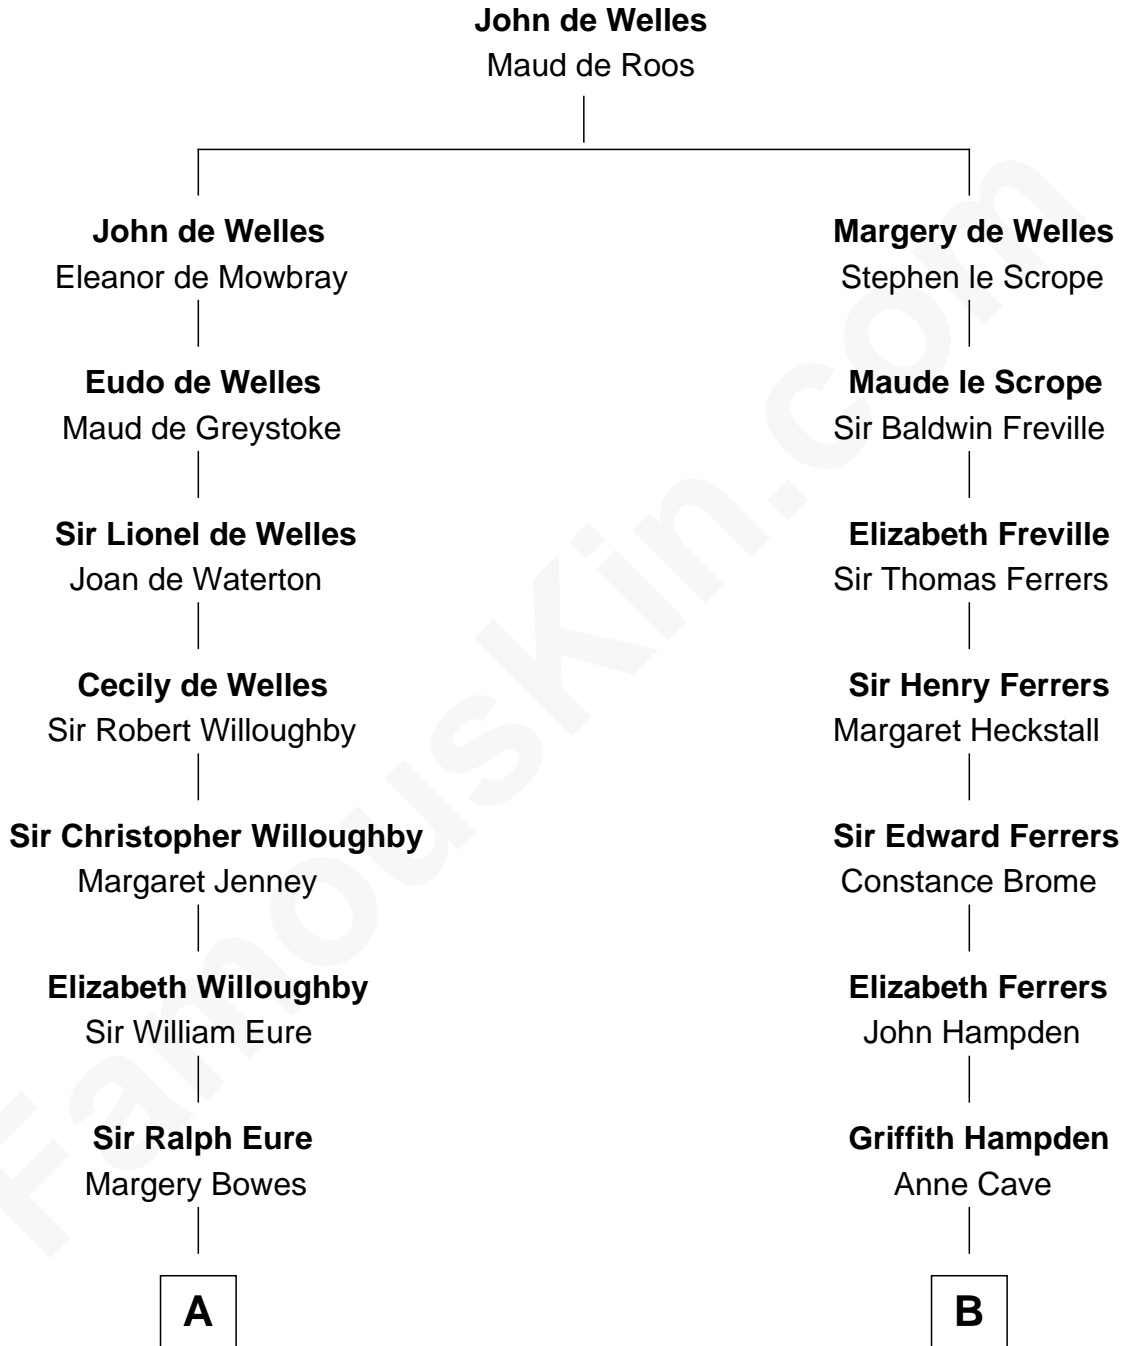 John de Welles
Maud de Roos
John de Welles
Eleanor de Mowbray
Eudo de Welles
Maud de Greystoke
Sir Lionel de Welles
Joan de Waterton
Cecily de Welles
Sir Robert Willoughby
Sir Christopher Willoughby
Margaret Jenney
Elizabeth Willoughby
Sir William Eure
Sir Ralph Eure
Margery Bowes
A
Margery de Welles
Stephen le Scrope
Maude le Scrope
Sir Baldwin Freville
Elizabeth Freville
Sir Thomas Ferrers
Sir Henry Ferrers
Margaret Heckstall
Sir Edward Ferrers
Constance Brome
Elizabeth Ferrers
John Hampden
Griffith Hampden
Anne Cave
B
FamousKin.com